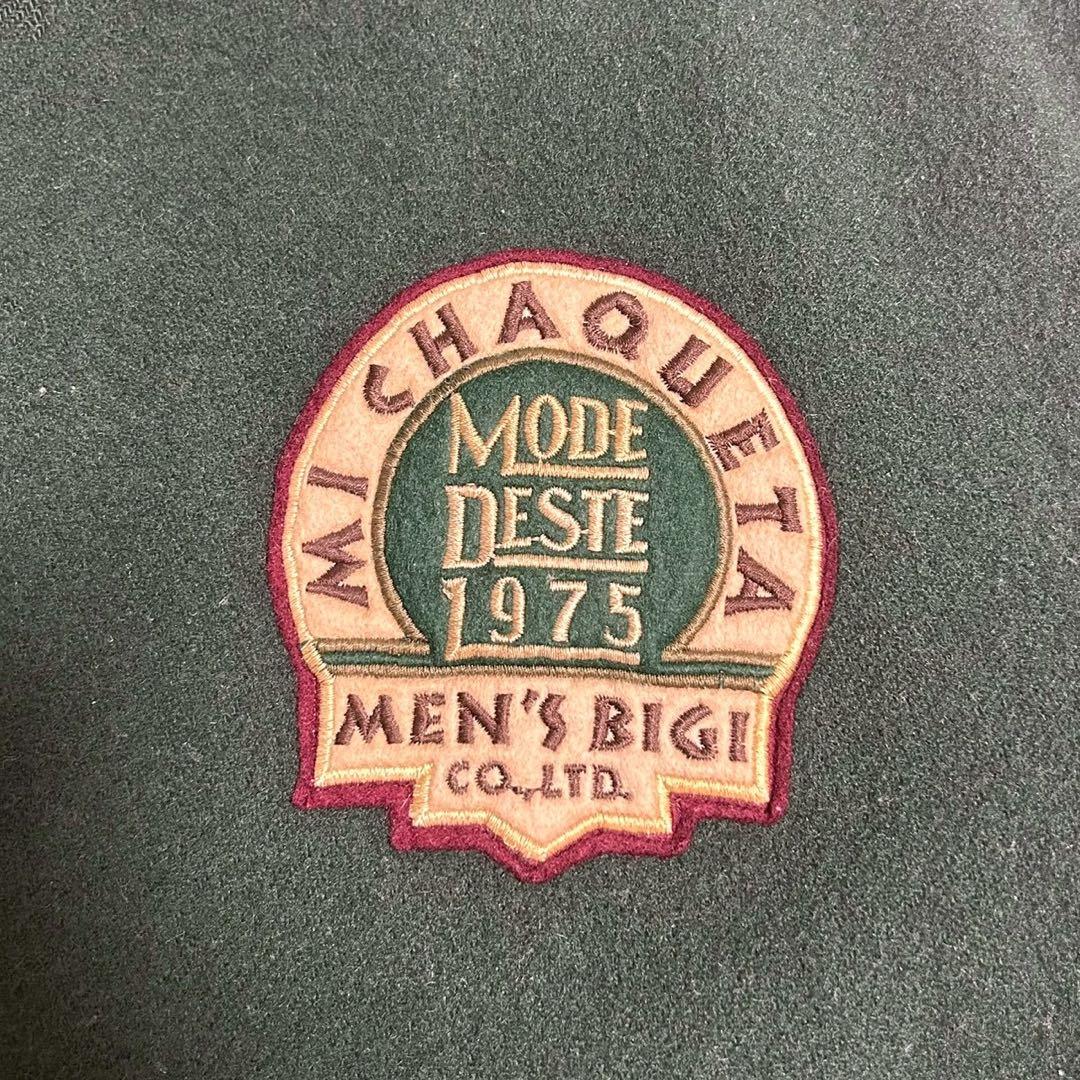 MI CHAQUETA
MODE
DESTE
1975
MEN'S BIGI
CO.,LTD.